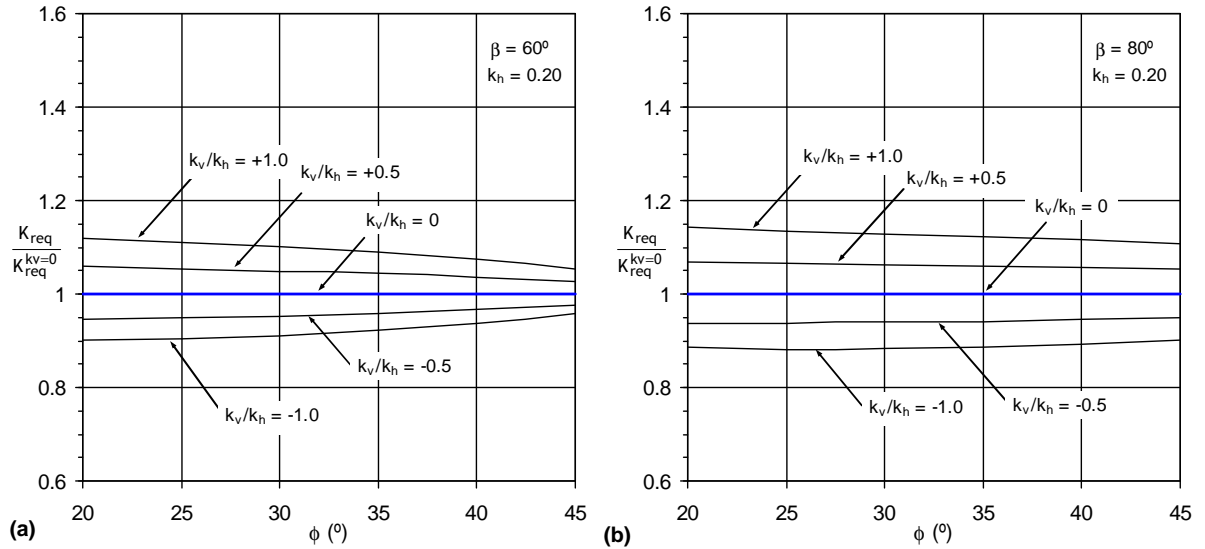 1.6
1.4
1.2
1
0.8
0.6
K_req
K_req^kv=0
β = 60º
k_h = 0.20
k_v/k_h = +1.0
k_v/k_h = +0.5
k_v/k_h = 0
k_v/k_h = -0.5
k_v/k_h = -1.0
20 25 30 35 40 45
(a)
ϕ (º)
1.6
1.4
1.2
1
0.8
0.6
K_req
K_req^kv=0
β = 80º
k_h = 0.20
k_v/k_h = +1.0
k_v/k_h = +0.5
k_v/k_h = 0
k_v/k_h = -1.0
k_v/k_h = -0.5
20 25 30 35 40 45
(b)
ϕ (º)